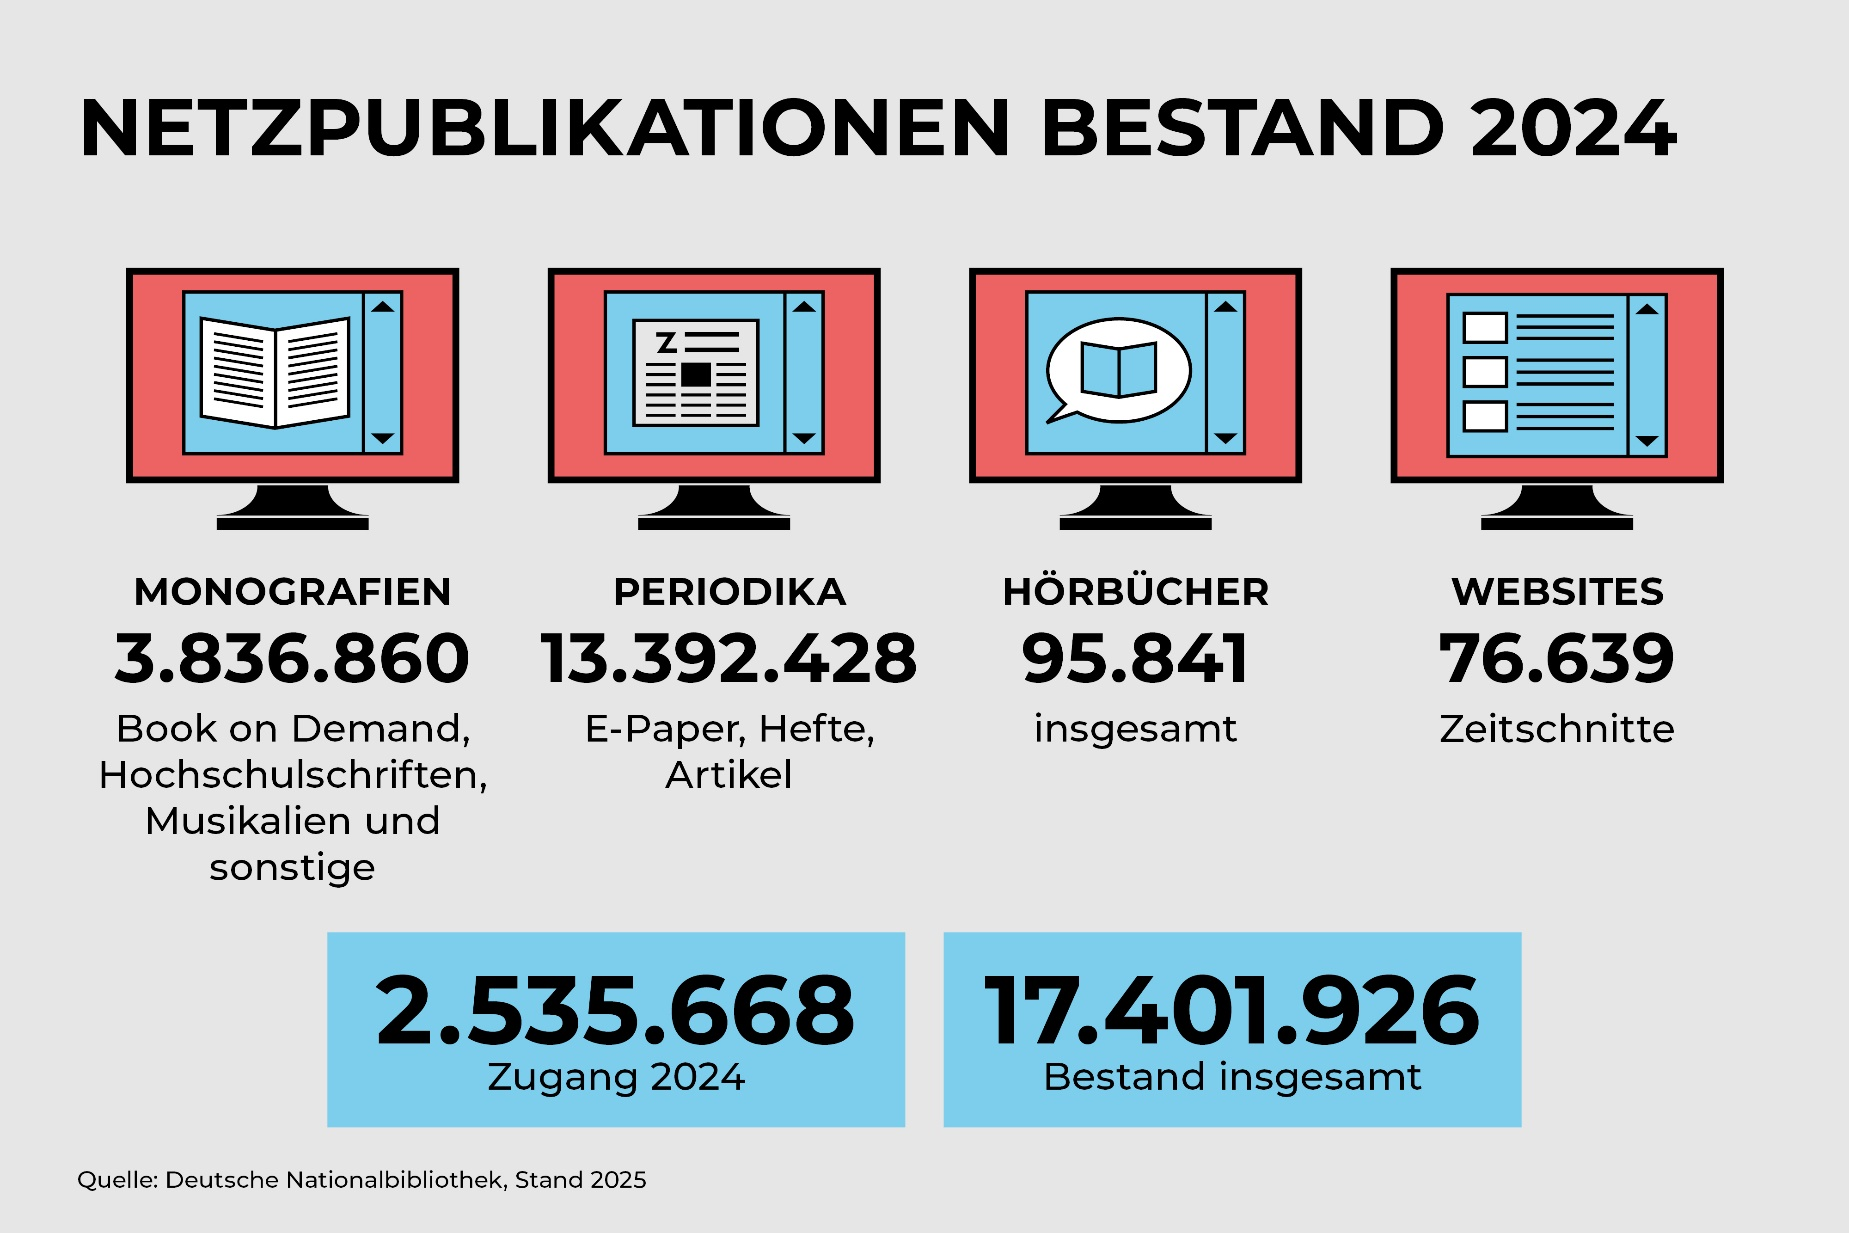 NETZPUBLIKATIONEN BESTAND 2024
Z
MONOGRAFIEN
3.836.860
Book on Demand,
Hochschulschriften,
Musikalien und
sonstige
PERIODIKA
13.392.428
E-Paper, Hefte,
Artikel
HÖRBÜCHER
95.841
insgesamt
WEBSITES
76.639
Zeitschnitte
2.535.668
Zugang 2024
17.401.926
Bestand insgesamt
Quelle: Deutsche Nationalbibliothek, Stand 2025